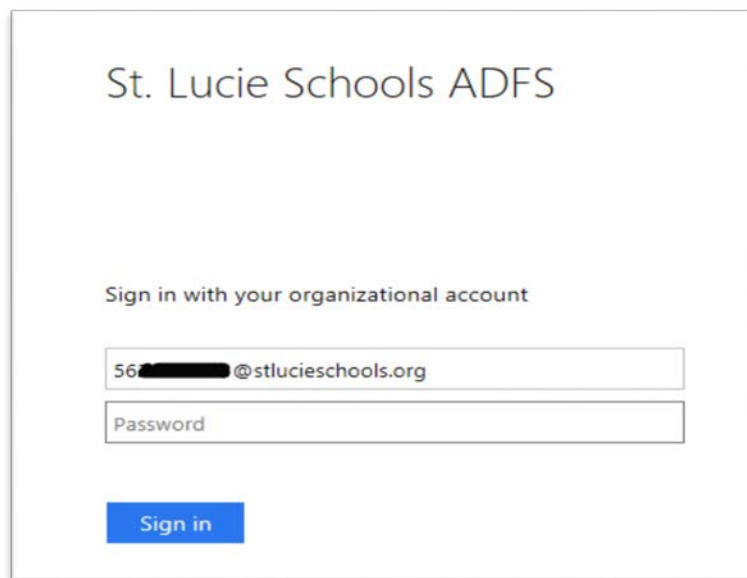 St. Lucie Schools ADFS
Sign in with your organizational account
56 @stlucieschools.org
Password
Sign in